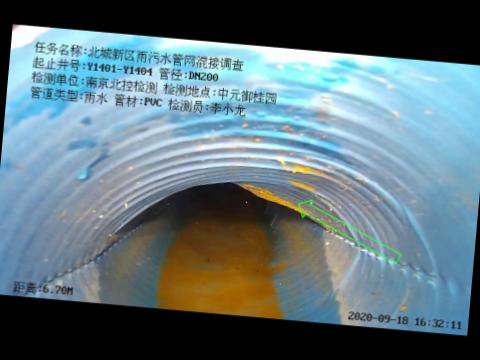 任务名称:北城新区雨污水管网混接调查
起止井号:Y1401-Y1404 管径:DN200
检测单位:南京北控检测 检测地点:中元御桂园
管道类型:雨水 管材:PVC 检测员:李小龙
距离:6.70M
2020-09-18 16:32:11